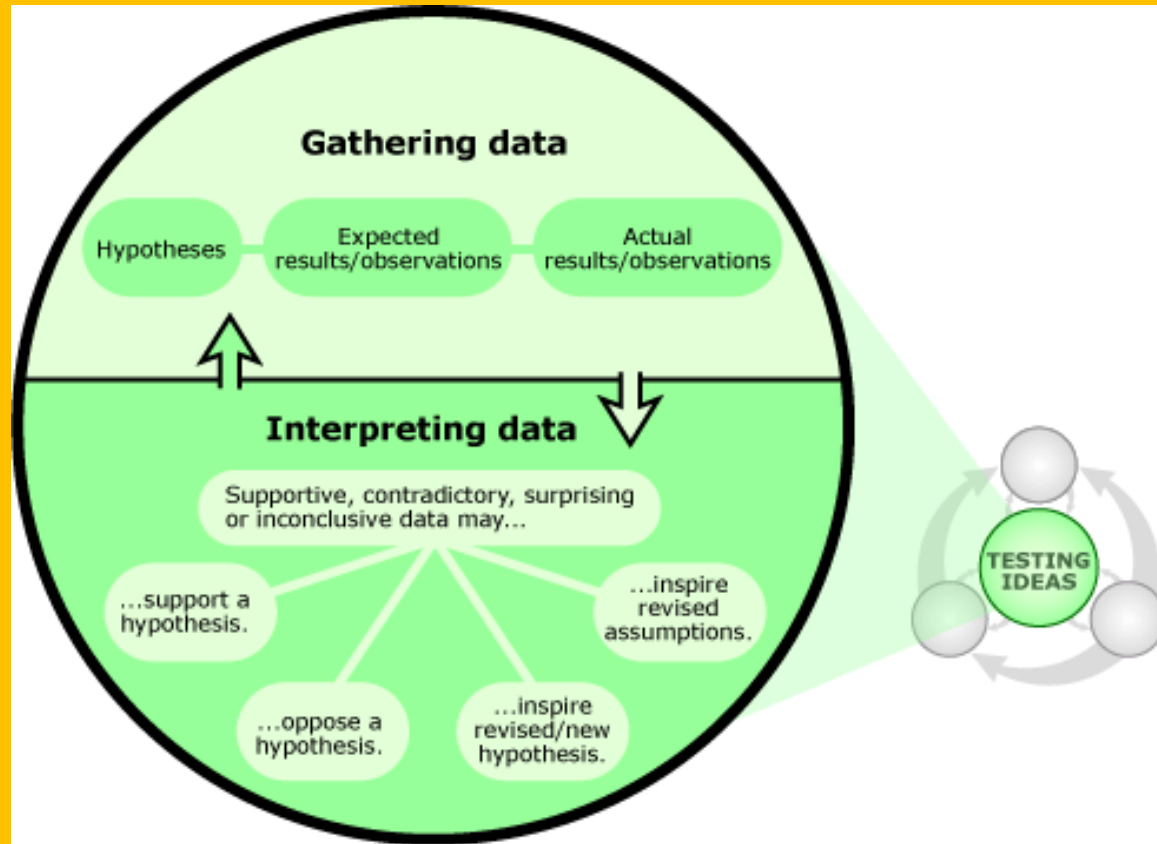 Gathering data
Hypotheses
Expected
results/observations
Actual
results/observations
Interpreting data
Supportive, contradictory, surprising
or inconclusive data may...
...support a
hypothesis.
...oppose a
hypothesis.
...inspire
revised/new
hypothesis.
...inspire
revised
assumptions.
TESTING
IDEAS